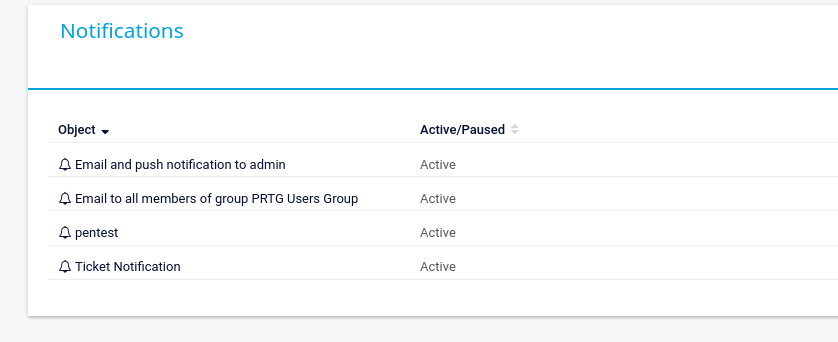 Notifications
Object Active/Paused
Email and push notification to admin Active
Email to all members of group PRTG Users Group Active
pentest Active
Ticket Notification Active